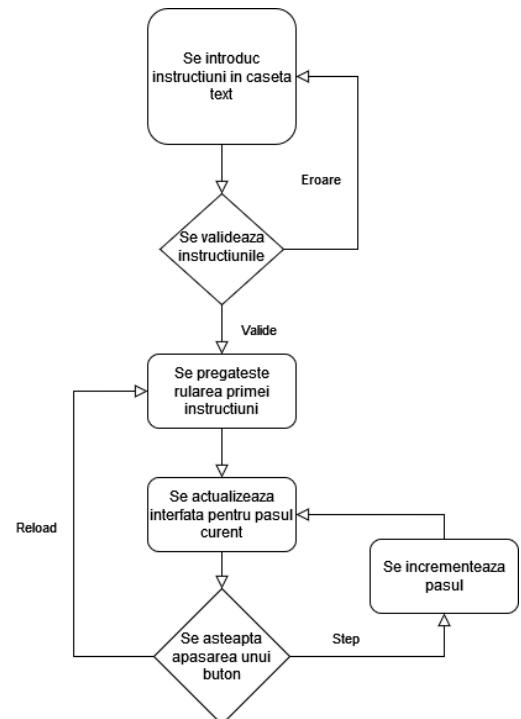 Se introduc
instructiuni in caseta
text
Eroare
Se valideaza
instructiunile
Valide
Se pregateste
rularea primei
instructiuni
Reload
Se actualizeaza
interfata pentru pasul
curent
Se incrementeaza
pasul
Se asteapta
apasarea unui
buton
Step